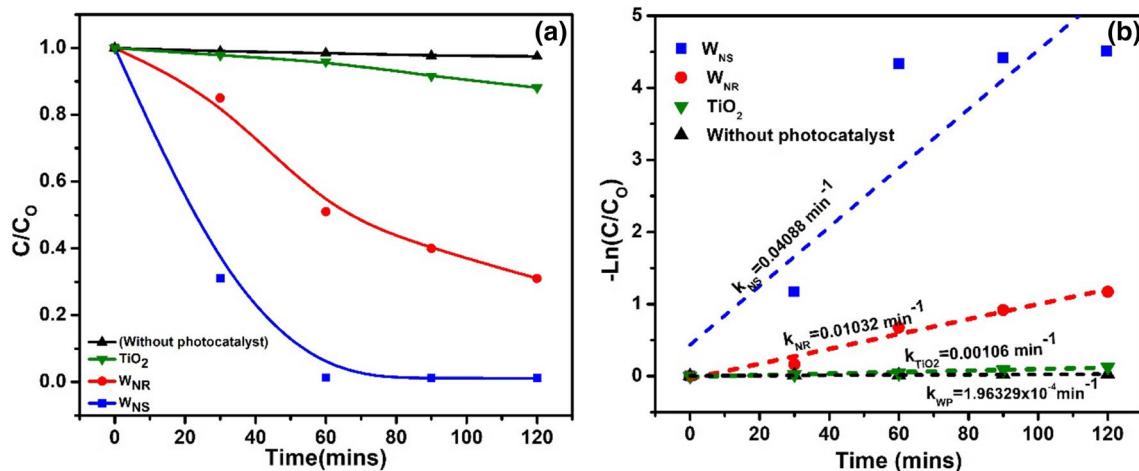 (a)
C/C₀
1.0
0.8
0.6
0.4
0.2
0.0
(Without photocatalyst)
TiO₂
W_NR
W_NS
0 20 40 60 80 100 120
Time(mins)
(b)
-Ln(C/C₀)
5
4
3
2
1
0
W_NS
W_NR
TiO₂
Without photocatalyst
k_NS=0.04088 min⁻¹
k_NR=0.01032 min⁻¹
k_TiO2=0.00106 min⁻¹
k_WP=1.96329x10⁻⁴min⁻¹
0 20 40 60 80 100 120
Time (mins)